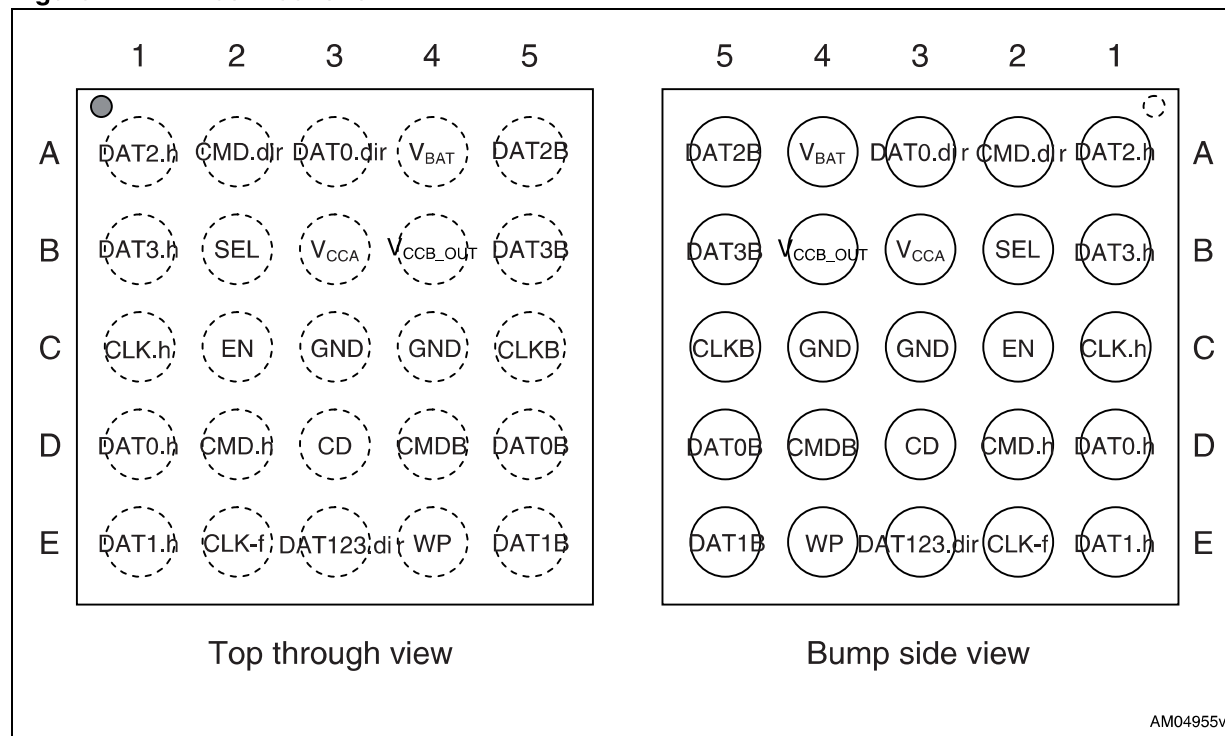 1 2 3 4 5 5 4 3 2 1
A DAT2.h CMD.dir DAT0.dir VBAT DAT2B DAT2B VBAT DAT0.dir CMD.dir DAT2.h A
B DAT3.h SEL VCCA VCCB_OUT DAT3B DAT3B VCCB_OUT VCCA SEL DAT3.h B
C CLK.h EN GND GND CLKB CLKB GND GND EN CLK.h C
D DAT0.h CMD.h CD CMDB DAT0B DAT0B CMDB CD CMD.h DAT0.h D
E DAT1.h CLK-f DAT123.dir WP DAT1B DAT1B WP DAT123.dir CLK-f DAT1.h E
Top through view Bump side view
AM04955v